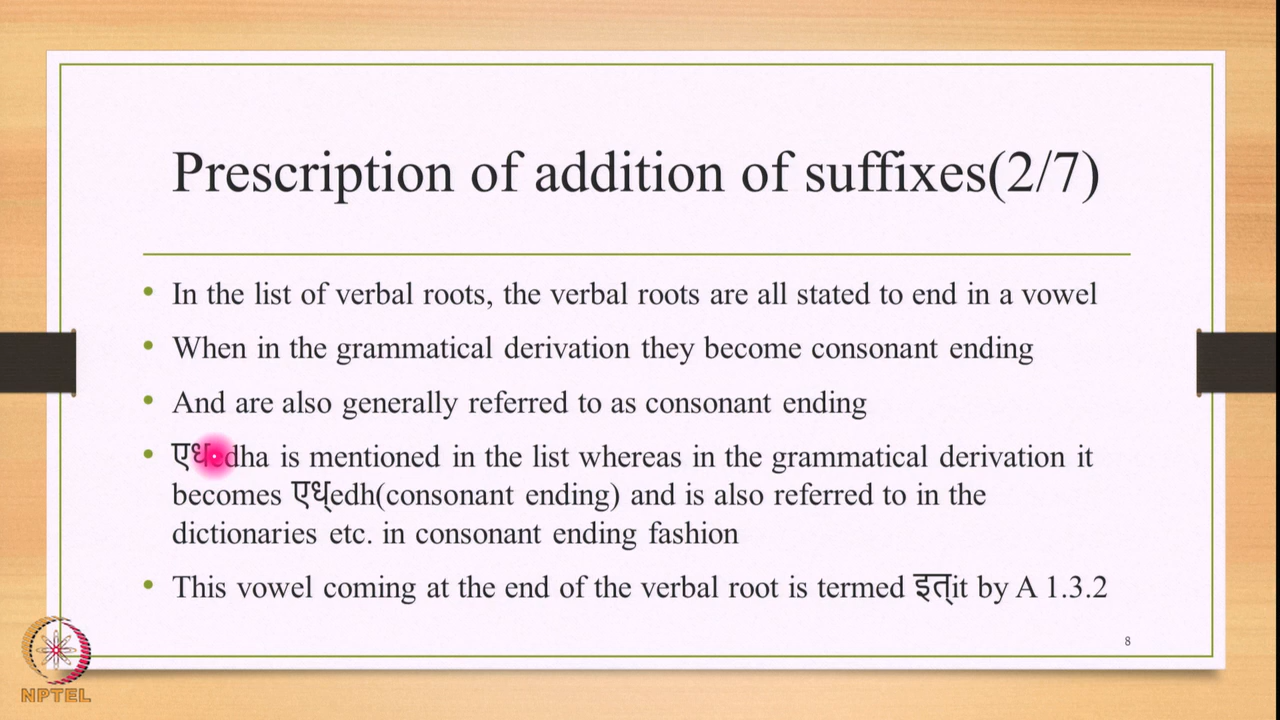 Prescription of addition of suffixes(2/7)
• In the list of verbal roots, the verbal roots are all stated to end in a vowel
• When in the grammatical derivation they become consonant ending
• And are also generally referred to as consonant ending
• एधedha is mentioned in the list whereas in the grammatical derivation it
becomes एध्edh(consonant ending) and is also referred to in the
dictionaries etc. in consonant ending fashion
• This vowel coming at the end of the verbal root is termed इत्it by A 1.3.2
8
NPTEL